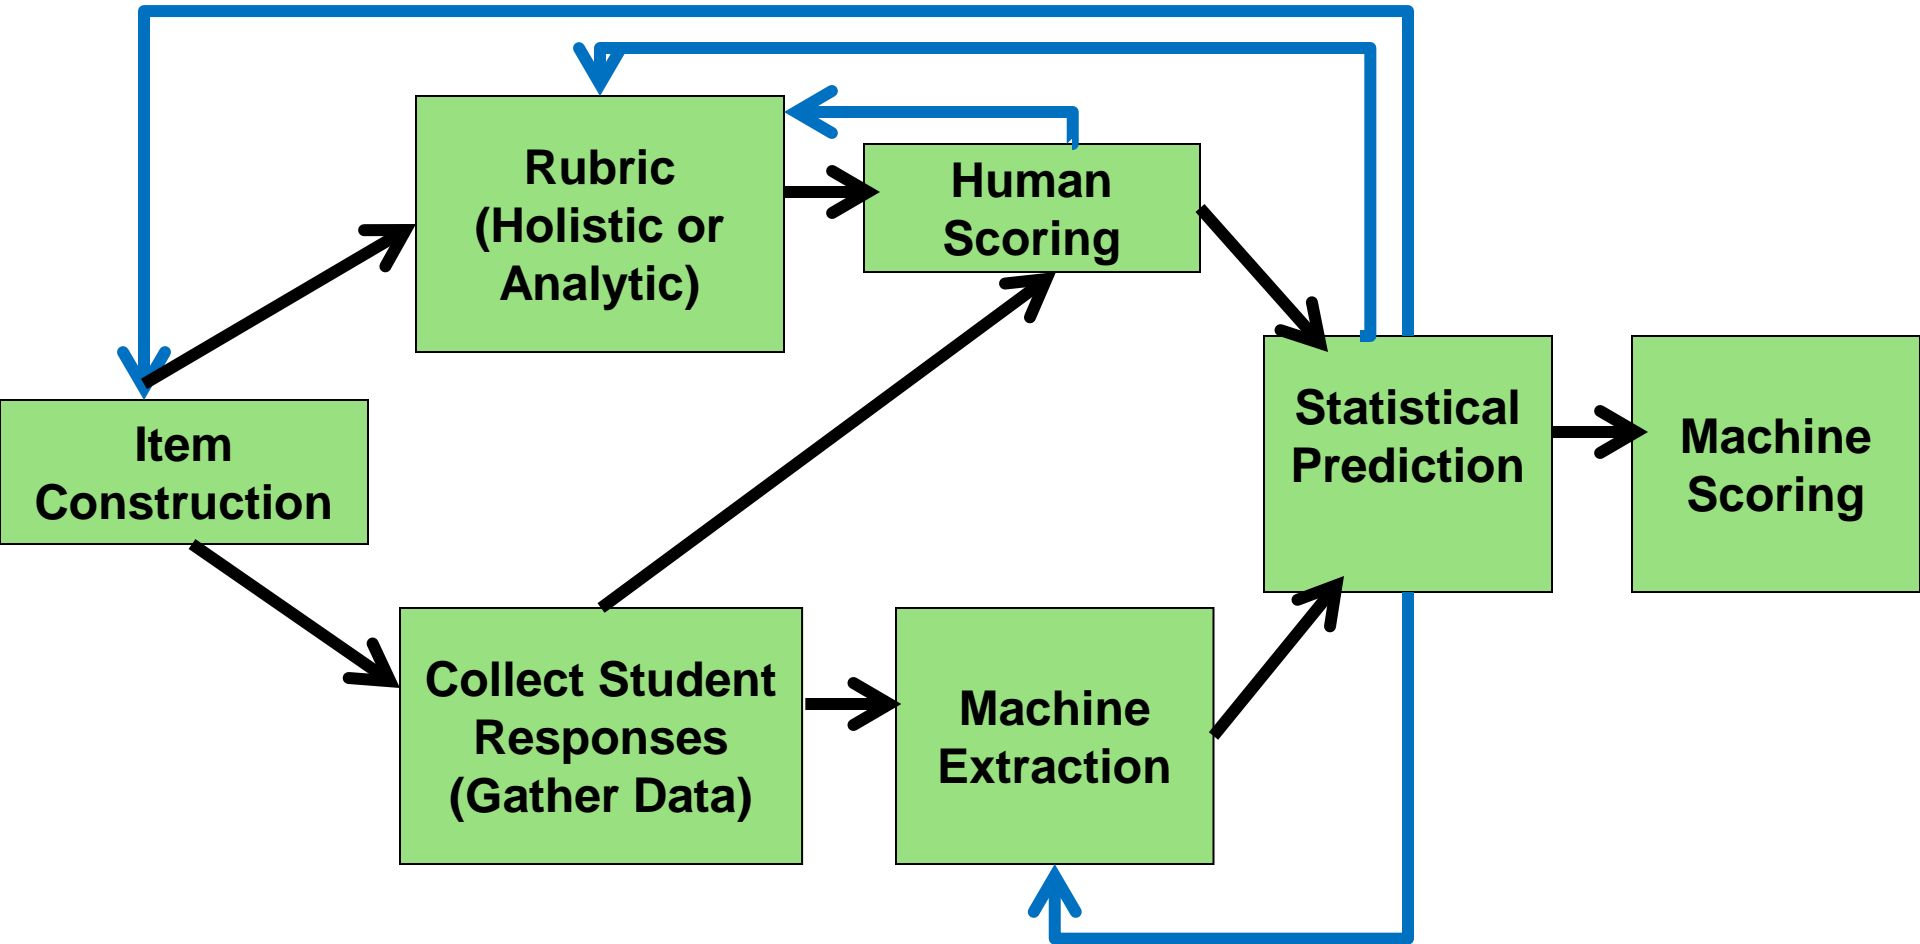 Rubric
(Holistic or
Analytic)
Human
Scoring
Item
Construction
Statistical
Prediction
Machine
Scoring
Collect Student
Responses
(Gather Data)
Machine
Extraction